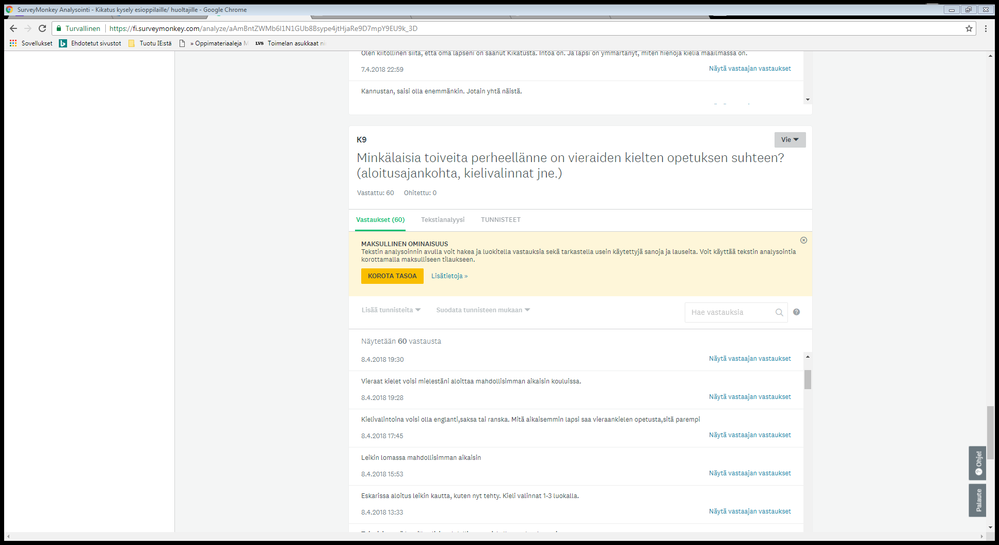 SurveyMonkey Analysointi - Kikatus kysely esioppilaille/ huoltajille - Google Chrome
Turvallinen https://fi.surveymonkey.com/analyze/aAmBntZWMb6I1N1GUb8Bsype4jtHjaRe9D7mpY9EU9k_3D
Sovellukset Ehdotetut sivustot Tuotu IE:stä » Oppimateriaaleja LVS Toimelan asukkaat
Olen kiitollinen siitä, että oma lapseni on saanut Kikatusta. Intoa on. Ja lapsi on ymmärtänyt, miten hienoja kieliä maailmassa on.
7.4.2018 22:59 Näytä vastaajan vastaukset
Kannustan, saisi olla enemmänkin. Jotain yhtä näistä.
K9 Vie
Minkälaisia toiveita perheellänne on vieraiden kielten opetuksen suhteen?
(aloitusajankohta, kielivalinnat jne.)
Vastattu: 60 Ohitettu: 0
Vastaukset (60) Tekstianalyysi TUNNISTEET
MAKSULLINEN OMINAISUUS
Tekstin analysoinnin avulla voit hakea ja luokitella vastauksia sekä tarkastella usein käytettyjä sanoja ja lauseita. Voit käyttää tekstin analysointia
korottamalla maksulliseen tilaukseen.
KOROTA TASOA Lisätietoja »
Lisää tunnisteita Suodata tunnisteen mukaan Hae vastauksia
Näytetään 60 vastausta
8.4.2018 19:30 Näytä vastaajan vastaukset
Vieraat kielet voisi mielestäni aloittaa mahdollisimman aikaisin kouluissa.
8.4.2018 19:28 Näytä vastaajan vastaukset
Kielivalintoina voisi olla englanti,saksa tai ranska. Mitä aikaisemmin lapsi saa vieraankielen opetusta,sitä parempi
8.4.2018 17:45 Näytä vastaajan vastaukset
Leikin lomassa mahdollisimman aikaisin
8.4.2018 15:53 Näytä vastaajan vastaukset
Eskarissa aloitus leikin kautta, kuten nyt tehty. Kieli valinnat 1-3 luokalla.
8.4.2018 13:33 Näytä vastaajan vastaukset
Ohje!
Palaute